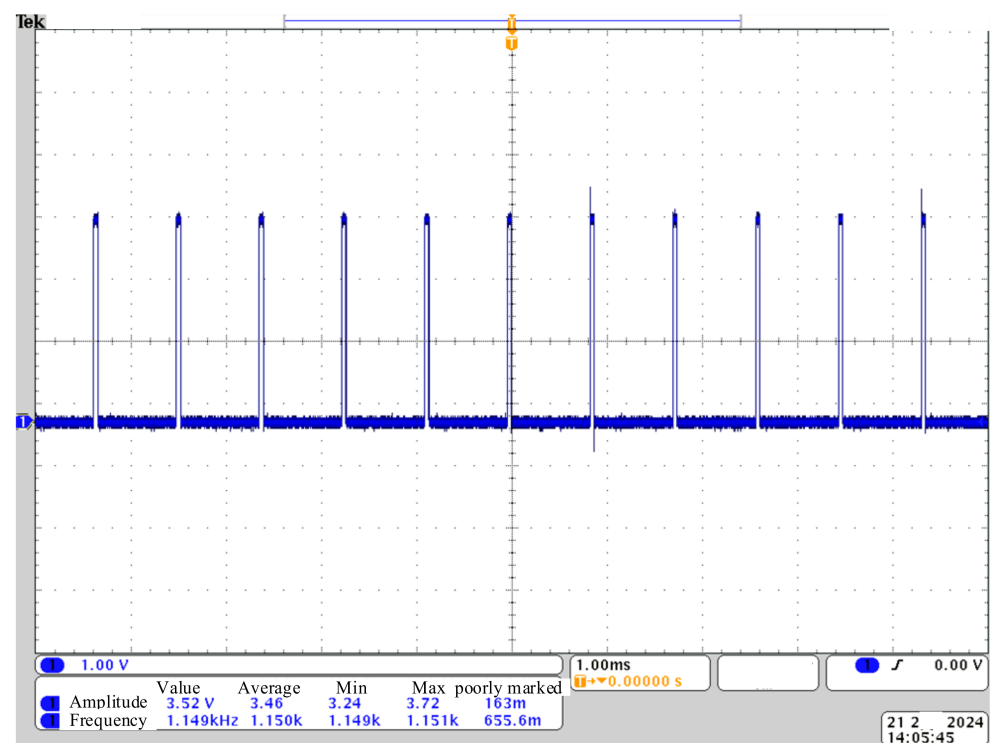 Tek
T
T
1
1 1.00 V
1.00ms
T→▼0.00000 s
1 0.00 V
Value Average Min Max poorly marked
1 Amplitude 3.52 V 3.46 3.24 3.72 163m
1 Frequency 1.149kHz 1.150k 1.149k 1.151k 655.6m
21 2 2024
14:05:45